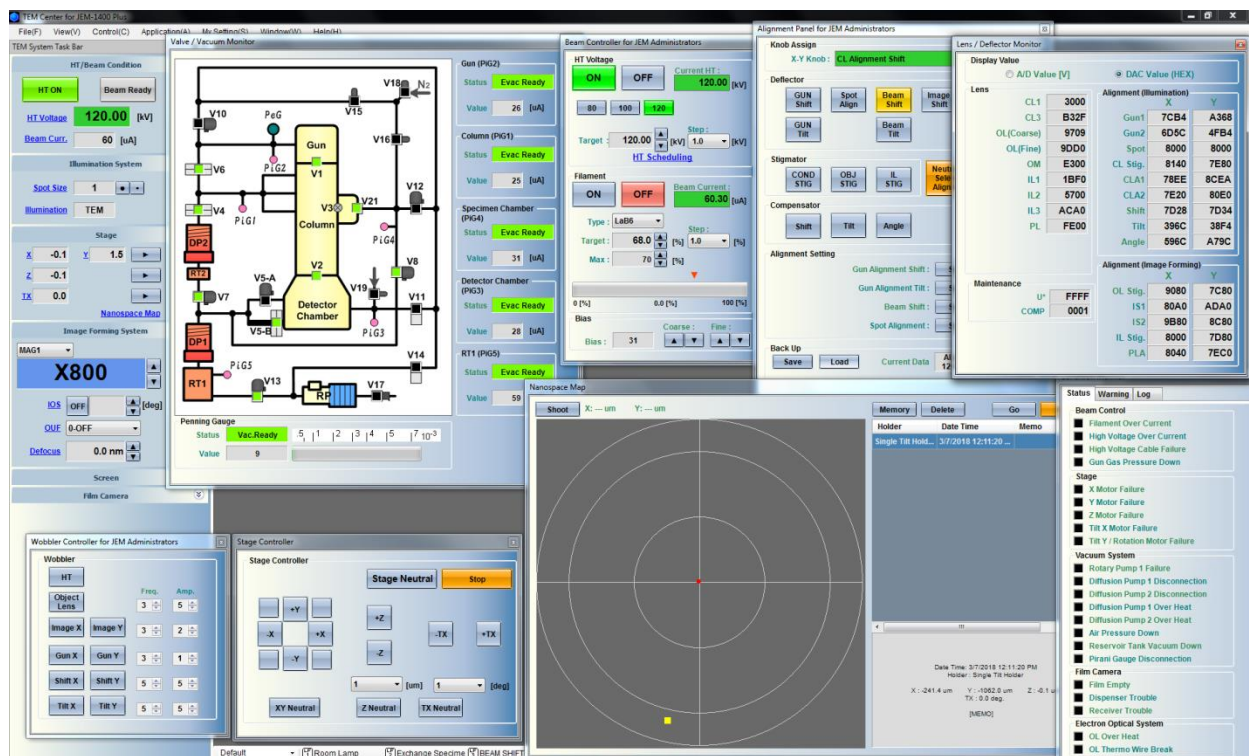 TEM Center for JEM-1400 Plus
File(F) View(V) Control(C) Application(A) My Setting(S) Window(W) Help(H)
TEM System Task Bar
HT/Beam Condition
HT ON Beam Ready
HT Voltage 120.00 [kV]
Beam Curr. 60 [uA]
Illumination System
Spot Size 1
Illumination TEM
Stage
X -0.1 Y 1.5
Z -0.1
TX 0.0
Nanospace Map
Image Forming System
MAG1
X800
IOS OFF [deg]
OUF 0-OFF
Defocus 0.0 nm
Screen
Film Camera
Valve / Vacuum Monitor
V18 N2
V15
V10
PeG
V16
Gun
PiG2
V1
V6
V12
V3 V21
V4
PiG1
Column
PiG4
DP2
V2
V8
RT2
V5-A
V19
V7
Detector Chamber
V11
V5-B
PiG3
DP1
V14
PiG5
RT1
V13
RP
V17
Gun (PiG2)
Status Evac Ready
Value 26 [uA]
Column (PiG1)
Status Evac Ready
Value 25 [uA]
Specimen Chamber (PiG4)
Status Evac Ready
Value 31 [uA]
Detector Chamber (PiG3)
Status Evac Ready
Value 28 [uA]
RT1 (PiG5)
Status Evac Ready
Value 59
Penning Gauge
Status Vac.Ready .5 1 2 3 4 5 7 10-3
Value 9
Beam Controller for JEM Administrators
HT Voltage
ON OFF Current HT : 120.00 [kV]
80 100 120
Target : 120.00 [kV] Step : 1.0 [kV]
HT Scheduling
Filament
ON OFF Beam Current : 60.30 [uA]
Type : LaB6
Target : 68.0 [%] Step : 1.0 [%]
Max : 70 [%]
0 [%] 0.0 [%] 100 [%]
Bias
Coarse : Fine :
Bias : 31
Alignment Panel for JEM Administrators
Knob Assign
X-Y Knob : CL Alignment Shift
Deflector
GUN Shift Spot Align Beam Shift Image Shift
GUN Tilt Beam Tilt
Stigmator
COND STIG OBJ STIG IL STIG
Compensator
Shift Tilt Angle
Alignment Setting
Gun Alignment Shift :
Gun Alignment Tilt :
Beam Shift :
Spot Alignment :
Back Up
Save Load Current Data
Lens / Deflector Monitor
Display Value
A/D Value [V] DAC Value (HEX)
Lens
CL1 3000
CL3 B32F
OL(Coarse) 9709
OL(Fine) 9DD0
OM E300
IL1 1BF0
IL2 5700
IL3 ACA0
PL FE00
Maintenance
U* FFFF
COMP 0001
Alignment (Illumination)
X Y
Gun1 7CB4 A368
Gun2 6D5C 4FB4
Spot 8000 8000
CL Stig. 8140 7E80
CLA1 78EE 8CEA
CLA2 7E20 80E0
Shift 7D28 7D34
Tilt 396C 38F4
Angle 596C A79C
Alignment (Image Forming)
X Y
OL Stig. 9080 7C80
IS1 80A0 ADA0
IS2 9B80 8C80
IL Stig. 8000 7D80
PLA 8040 7EC0
Nanospace Map
Shoot X: --- um Y: --- um
Memory Delete Go
Holder Date Time Memo
Single Tilt Hold... 3/7/2018 12:11:20 ...
Date Time: 3/7/2018 12:11:20 PM
Holder : Single Tilt Holder
X : -241.4 um Y : -1062.0 um Z : -0.1 u
TX : 0.0 deg.
[MEMO]
Status Warning Log
Beam Control
Filament Over Current
High Voltage Over Current
High Voltage Cable Failure
Gun Gas Pressure Down
Stage
X Motor Failure
Y Motor Failure
Z Motor Failure
Tilt X Motor Failure
Tilt Y / Rotation Motor Failure
Vacuum System
Rotary Pump 1 Failure
Diffusion Pump 1 Disconnection
Diffusion Pump 2 Disconnection
Diffusion Pump 1 Over Heat
Diffusion Pump 2 Over Heat
Air Pressure Down
Reservoir Tank Vacuum Down
Pirani Gauge Disconnection
Film Camera
Film Empty
Dispenser Trouble
Receiver Trouble
Electron Optical System
OL Over Heat
OL Thermo Wire Break
Wobbler Controller for JEM Administrators
Wobbler
HT
Freq. Amp.
Object Lens 3 5
Image X Image Y 3 2
Gun X Gun Y 3 1
Shift X Shift Y 5 5
Tilt X Tilt Y 5 5
Stage Controller
Stage Controller
Stage Neutral Stop
+Y
+Z
-X +X
-TX +TX
-Y
-Z
1 [um] 1 [deg]
XY Neutral Z Neutral TX Neutral
Default Room Lamp Exchange Specime BEAM SHIFT